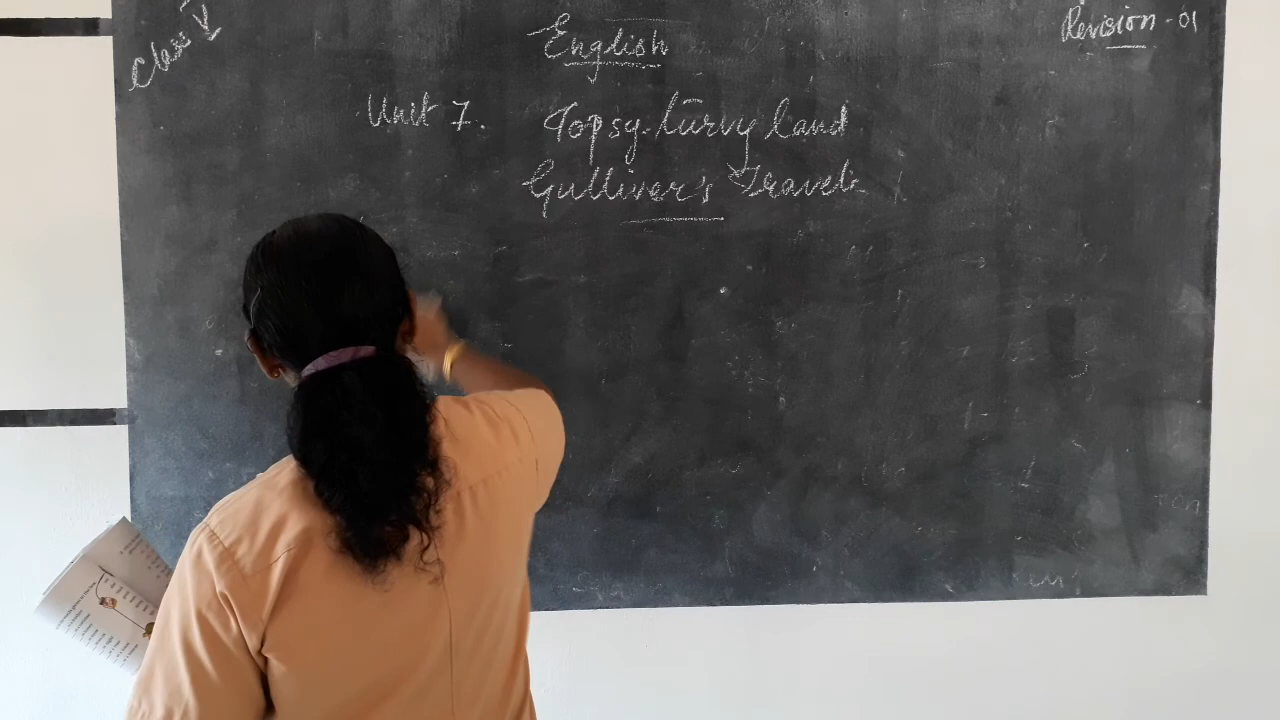 Class V
English
Revision - 01
Unit 7. Topsy-turvy land
Gulliver's Travels